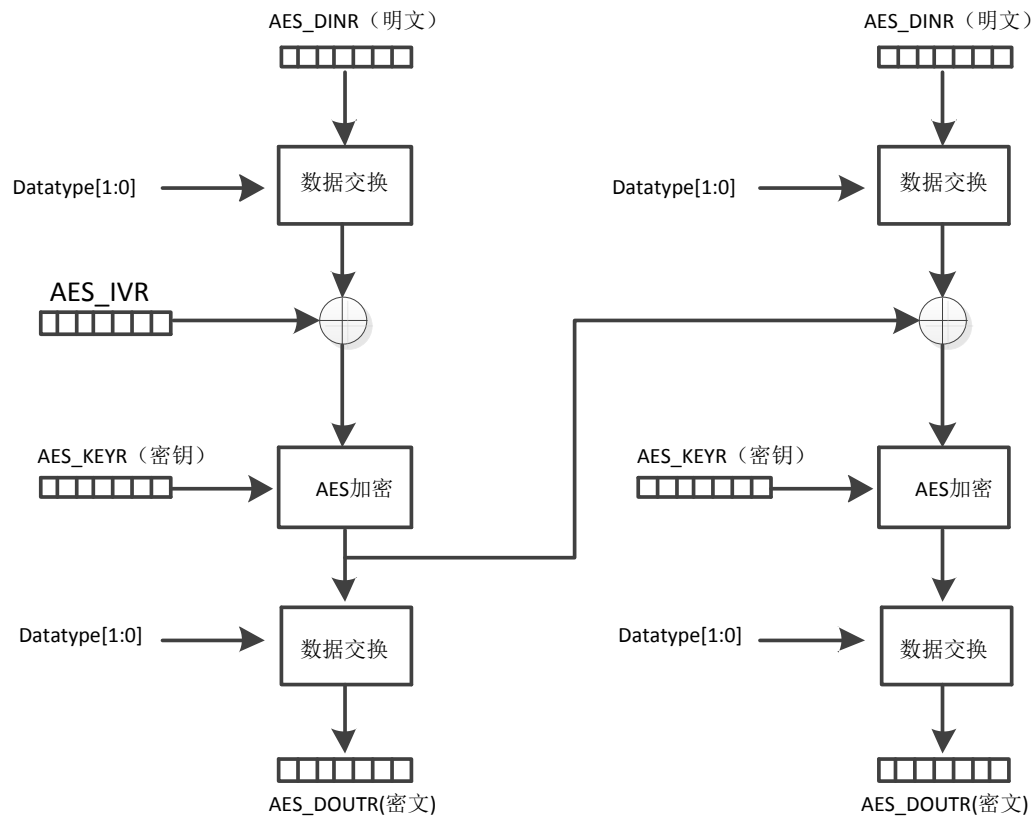 AES_DINR（明文）
AES_DINR（明文）
Datatype[1:0]
数据交换
Datatype[1:0]
数据交换
AES_IVR
AES_KEYR（密钥）
AES加密
AES_KEYR（密钥）
AES加密
Datatype[1:0]
数据交换
Datatype[1:0]
数据交换
AES_DOUTR(密文)
AES_DOUTR(密文)